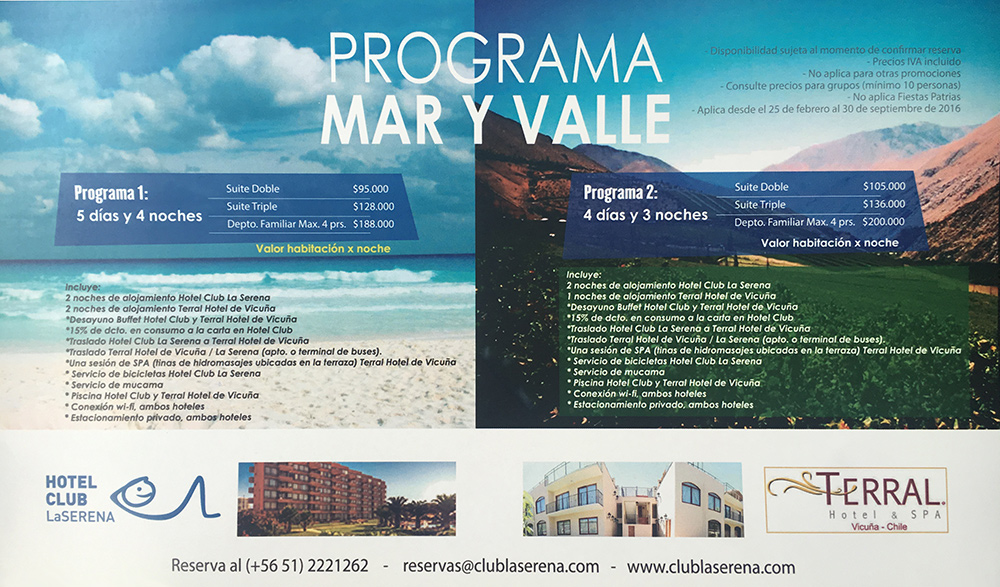 PROGRAMA
MAR Y VALLE
- Disponibilidad sujeta al momento de confirmar reserva
- Precios IVA incluido
- No aplica para otras promociones
- Consulte precios para grupos (mínimo 10 personas)
- No aplica Fiestas Patrias
- Aplica desde el 25 de febrero al 30 de septiembre de 2016
Programa 1:
5 días y 4 noches
Suite Doble $95.000
Suite Triple $128.000
Depto. Familiar Max. 4 prs. $188.000
Valor habitación x noche
Incluye:
2 noches de alojamiento Hotel Club La Serena
2 noches de alojamiento Terral Hotel de Vicuña
*Desayuno Buffet Hotel Club y Terral Hotel de Vicuña
*15% de dcto. en consumo a la carta en Hotel Club
*Traslado Hotel Club La Serena a Terral Hotel de Vicuña
*Traslado Terral Hotel de Vicuña / La Serena (apto. o terminal de buses).
*Una sesión de SPA (tinas de hidromasajes ubicadas en la terraza) Terral Hotel de Vicuña
* Servicio de bicicletas Hotel Club La Serena
* Servicio de mucama
* Piscina Hotel Club y Terral Hotel de Vicuña
* Conexión wi-fi, ambos hoteles
* Estacionamiento privado, ambos hoteles
Programa 2:
4 días y 3 noches
Suite Doble $105.000
Suite Triple $136.000
Depto. Familiar Max. 4 prs. $200.000
Valor habitación x noche
Incluye:
2 noches de alojamiento Hotel Club La Serena
1 noches de alojamiento Terral Hotel de Vicuña
*Desayuno Buffet Hotel Club y Terral Hotel de Vicuña
*15% de dcto. en consumo a la carta en Hotel Club
*Traslado Hotel Club La Serena a Terral Hotel de Vicuña
*Traslado Terral Hotel de Vicuña / La Serena (apto. o terminal de buses).
*Una sesión de SPA (tinas de hidromasajes ubicadas en la terraza) Terral Hotel de Vicuña
* Servicio de bicicletas Hotel Club La Serena
* Servicio de mucama
* Piscina Hotel Club y Terral Hotel de Vicuña
* Conexión wi-fi, ambos hoteles
* Estacionamiento privado, ambos hoteles
HOTEL
CLUB
LaSERENA
TERRAL.
Hotel & SPA
Vicuña - Chile
Reserva al (+56 51) 2221262 - reservas@clublaserena.com - www.clublaserena.com